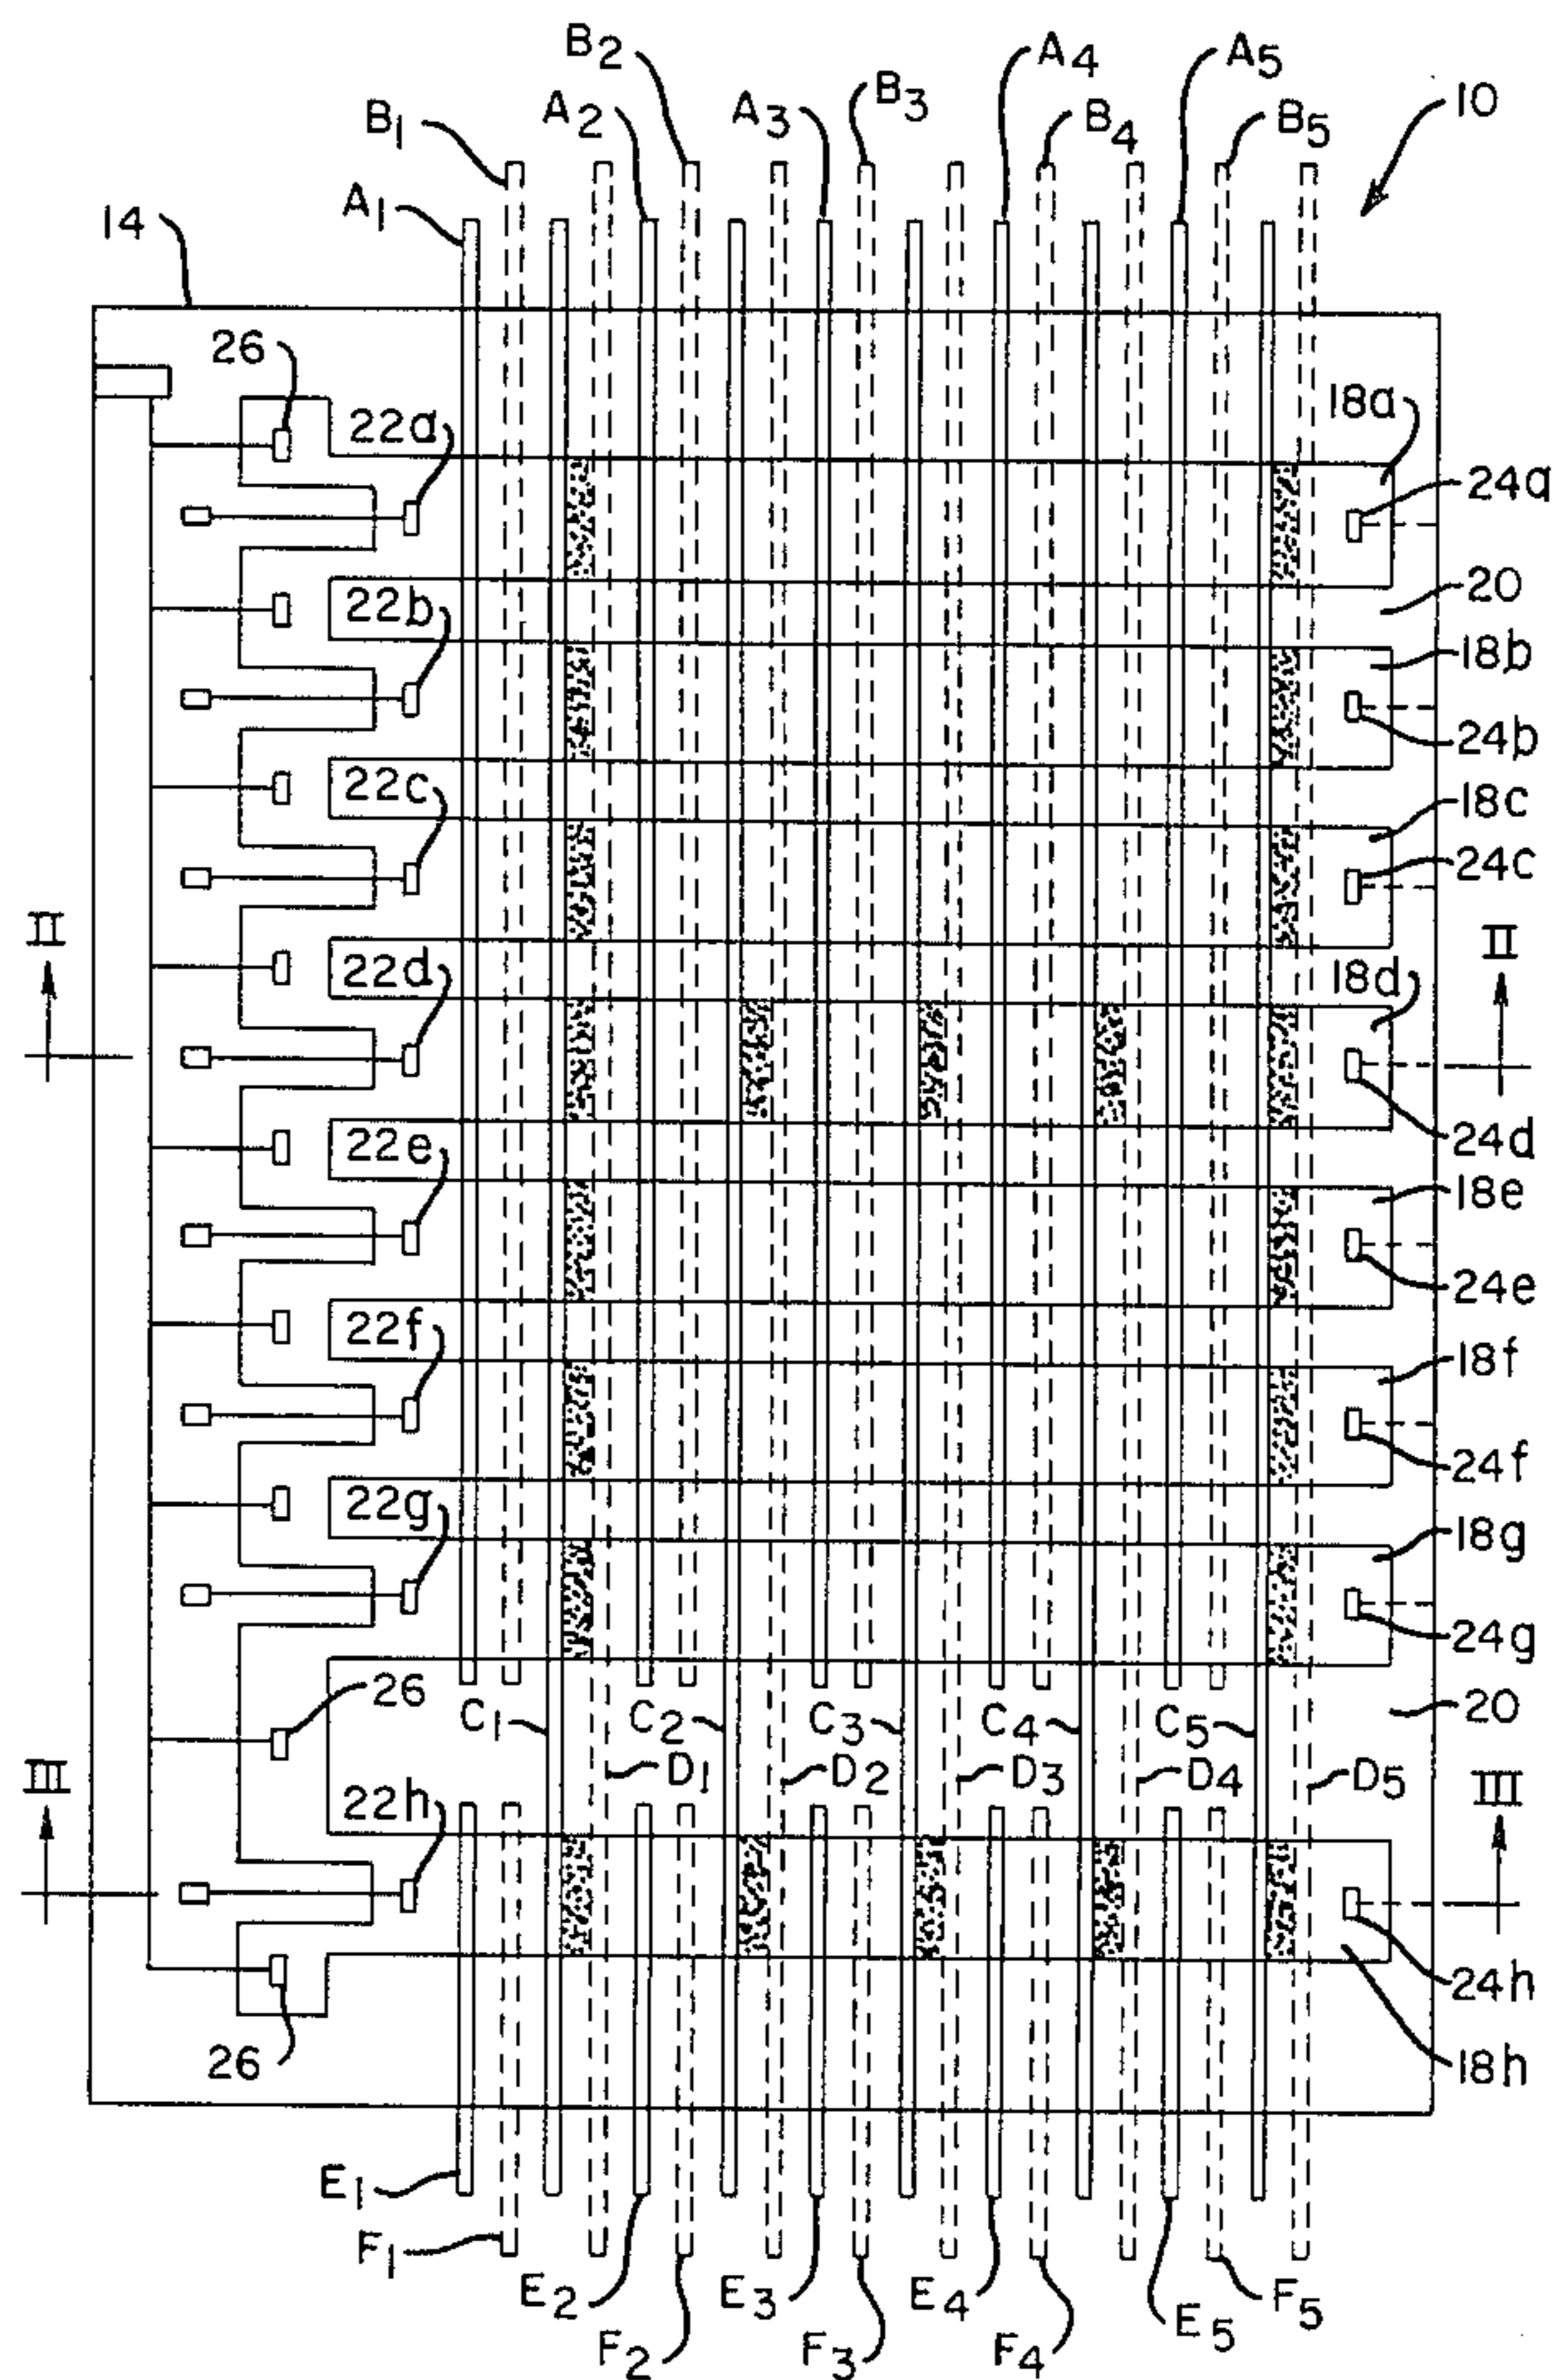 B2
A4
A5
B1
A2
A3
B3
B4
B5
10
A1
14
26
22a
18a
24a
22b
20
18b
24b
22c
18c
24c
II
22d
II
18d
22e
24d
18e
24e
22f
18f
24f
22g
18g
24g
26
C1
C2
C3
C4
C5
20
III
22h
D1
D2
D3
D4
D5
III
24h
26
18h
E1
F1
E2
E3
E4
F5
F2
F3
F4
E5